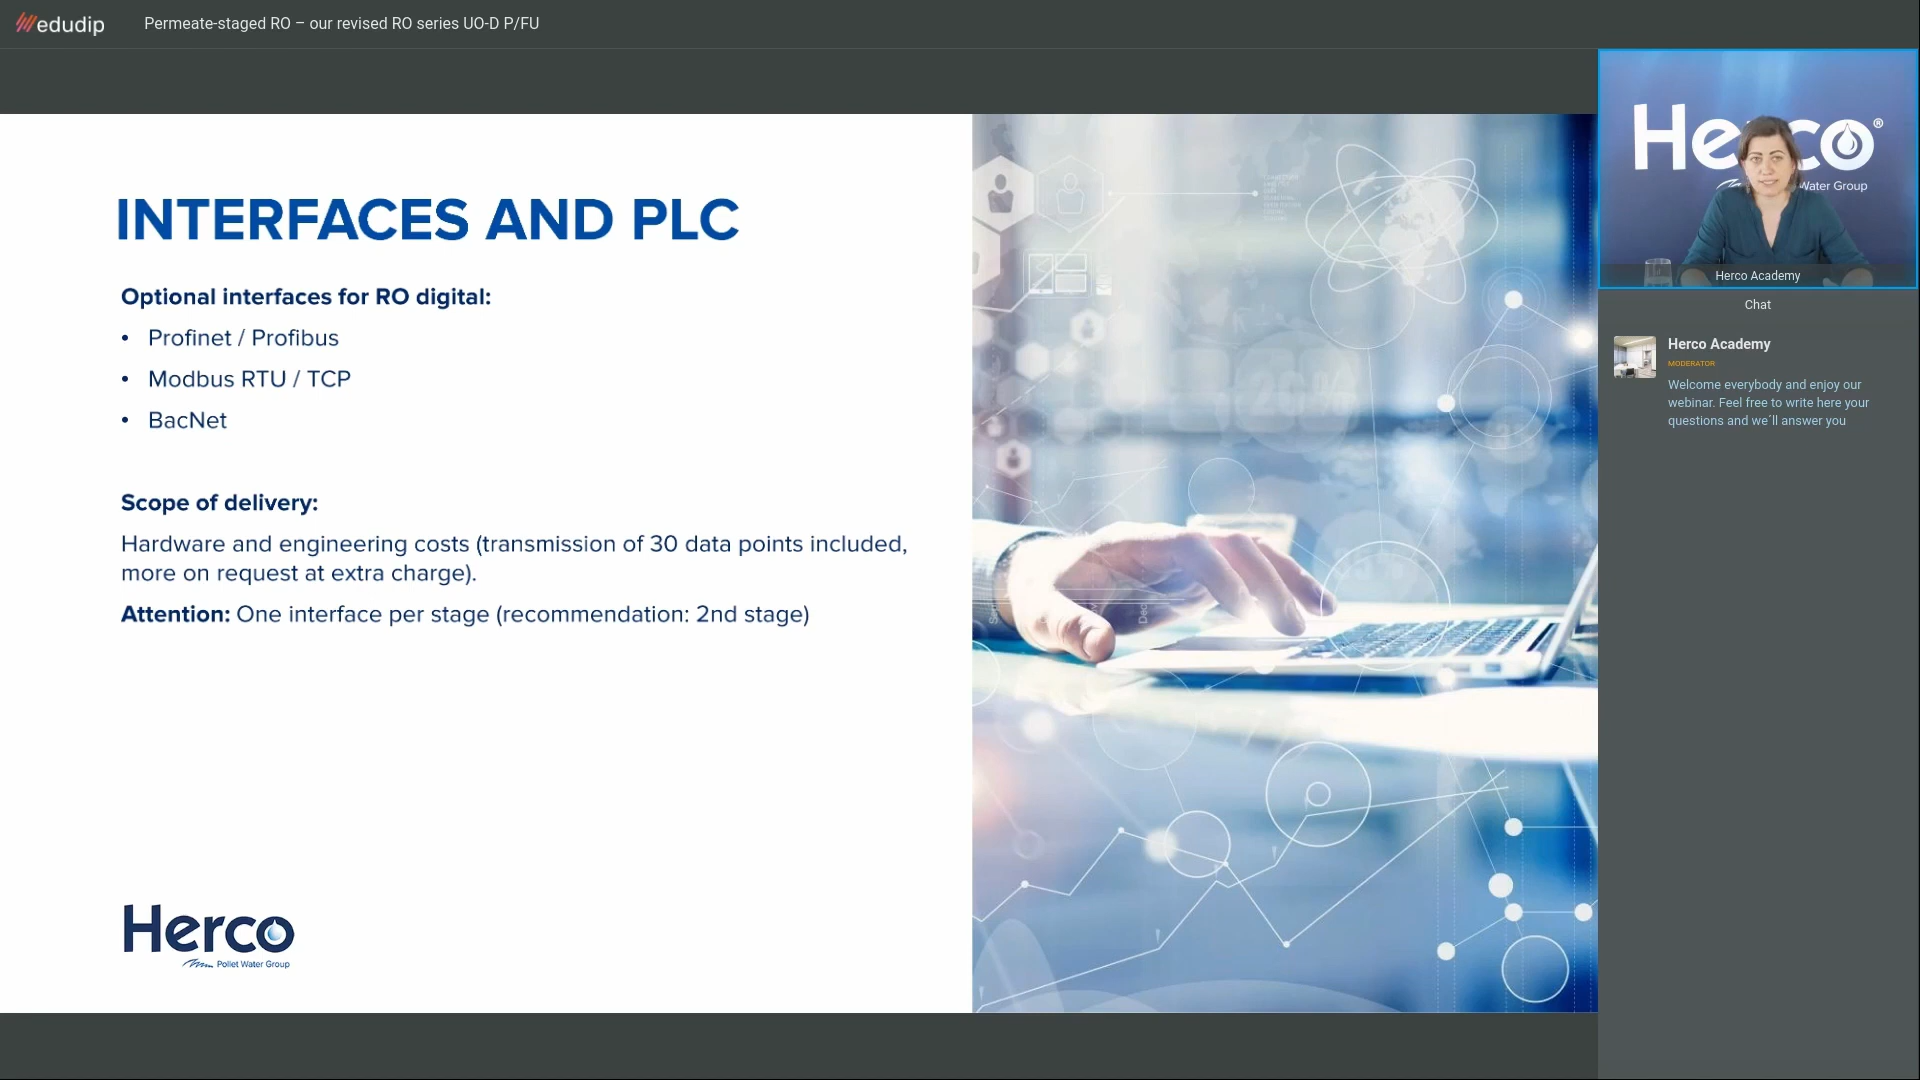 edudip
Permeate-staged RO – our revised RO series UO-D P/FU
INTERFACES AND PLC
Optional interfaces for RO digital:
• Profinet / Profibus
• Modbus RTU / TCP
• BacNet
Scope of delivery:
Hardware and engineering costs (transmission of 30 data points included,
more on request at extra charge).
Attention: One interface per stage (recommendation: 2nd stage)
Herco
Pollet Water Group
He co®
Water Group
Herco Academy
Chat
Herco Academy
MODERATOR
Welcome everybody and enjoy our
webinar. Feel free to write here your
questions and we´ll answer you